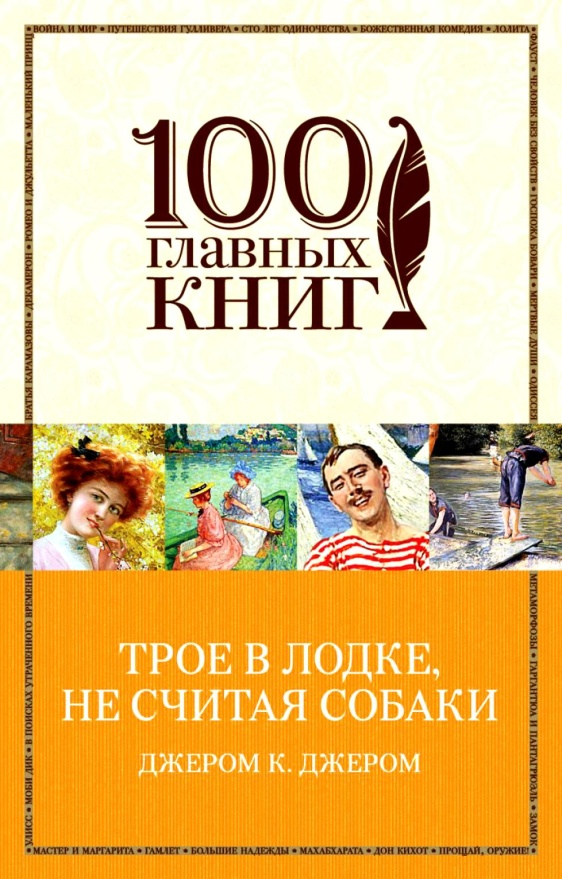 ВОЙНА И МИР • ПУТЕШЕСТВИЯ ГУЛЛИВЕРА • СТО ЛЕТ ОДИНОЧЕСТВА • БОЖЕСТВЕННАЯ КОМЕДИЯ • ЛОЛИТА •
ФАУСТ • ЧЕЛОВЕК БЕЗ СВОЙСТВ • ГОСПОЖА БОВАРИ • МЕРТВЫЕ ДУШИ •
БРАТЬЯ КАРАМАЗОВЫ • ДЕКАМЕРОН • РОМЕО И ДЖУЛЬЕТТА • МАЛЕНЬКИЙ ПРИНЦ
100
ГЛАВНЫХ
КНИГ
ТРОЕ В ЛОДКЕ,
НЕ СЧИТАЯ СОБАКИ
ДЖЕРОМ К. ДЖЕРОМ
УЛИСС • МОБИ ДИК • В ПОИСКАХ УТРАЧЕННОГО ВРЕМЕНИ
МЕТАМОРФОЗЫ • ГАРГАНТЮА И ПАНТАГРЮЭЛЬ • ЗАМОК
• МАСТЕР И МАРГАРИТА • ГАМЛЕТ • БОЛЬШИЕ НАДЕЖДЫ • МАХАБХАРАТА • ДОН КИХОТ • ПРОЩАЙ, ОРУЖИЕ! •